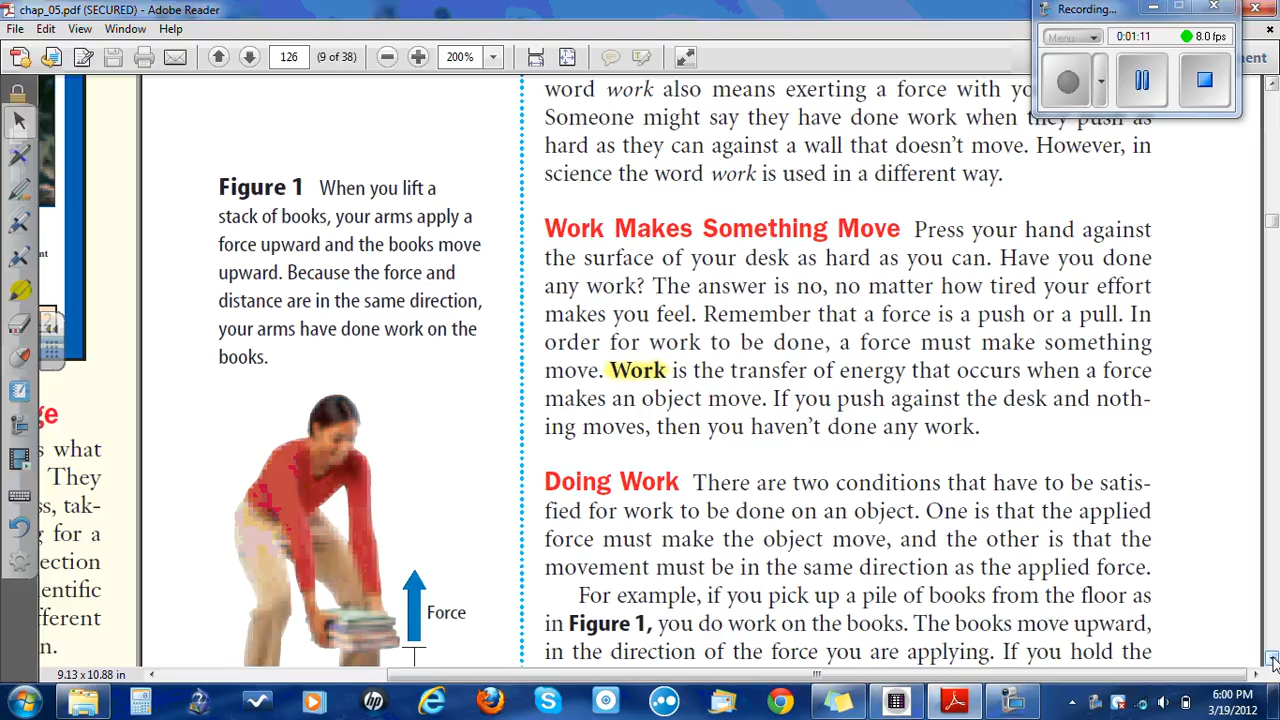 chap_05.pdf (SECURED) - Adobe Reader
File Edit View Window Help
126 (9 of 38) 200%
Recording...
Menu 0:01:11 8.0 fps
ment
word work also means exerting a force with yo
Someone might say they have done work when they push as
hard as they can against a wall that doesn't move. However, in
science the word work is used in a different way.
Figure 1 When you lift a
stack of books, your arms apply a
force upward and the books move
upward. Because the force and
distance are in the same direction,
your arms have done work on the
books.
Force
Work Makes Something Move Press your hand against
the surface of your desk as hard as you can. Have you done
any work? The answer is no, no matter how tired your effort
makes you feel. Remember that a force is a push or a pull. In
order for work to be done, a force must make something
move. Work is the transfer of energy that occurs when a force
makes an object move. If you push against the desk and noth-
ing moves, then you haven't done any work.
Doing Work There are two conditions that have to be satis-
fied for work to be done on an object. One is that the applied
force must make the object move, and the other is that the
movement must be in the same direction as the applied force.
For example, if you pick up a pile of books from the floor as
in Figure 1, you do work on the books. The books move upward,
in the direction of the force you are applying. If you hold the
nt
ge
s what
They
ss, tak-
g for a
ection
entific
fferent
n.
9.13 x 10.88 in
6:00 PM
3/19/2012